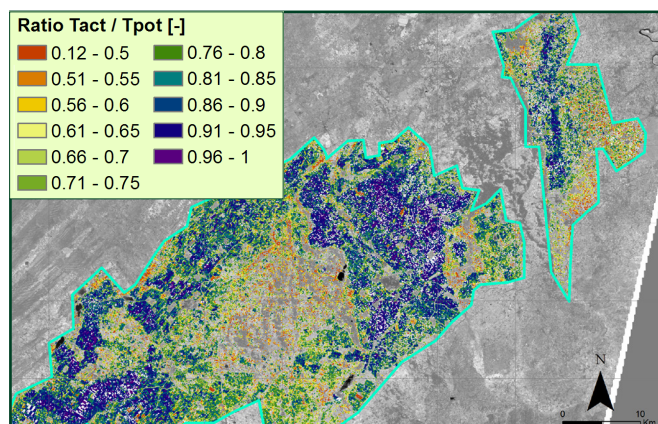 Ratio Tact / Tpot [-]
0.12 - 0.5
0.51 - 0.55
0.56 - 0.6
0.61 - 0.65
0.66 - 0.7
0.71 - 0.75
0.76 - 0.8
0.81 - 0.85
0.86 - 0.9
0.91 - 0.95
0.96 - 1
N
0 10
Km